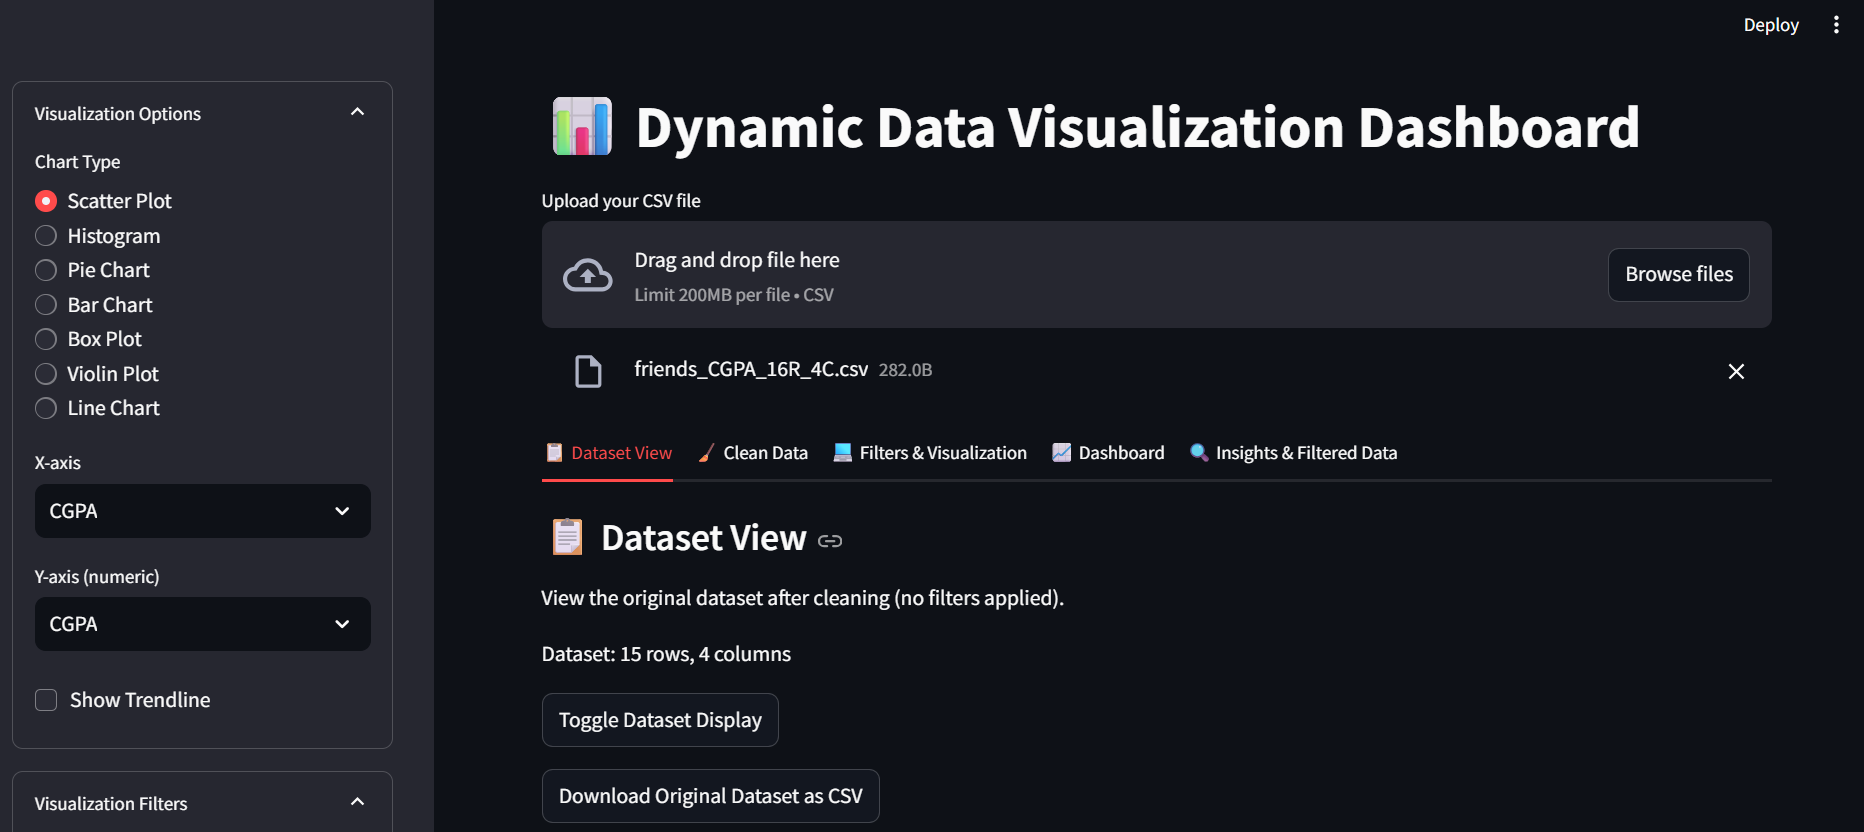 Deploy
Visualization Options
Chart Type
Scatter Plot
Histogram
Pie Chart
Bar Chart
Box Plot
Violin Plot
Line Chart
X-axis
CGPA
Y-axis (numeric)
CGPA
Show Trendline
Visualization Filters
Dynamic Data Visualization Dashboard
Upload your CSV file
Drag and drop file here
Limit 200MB per file • CSV
Browse files
friends_CGPA_16R_4C.csv 282.0B
Dataset View Clean Data Filters & Visualization Dashboard Insights & Filtered Data
Dataset View
View the original dataset after cleaning (no filters applied).
Dataset: 15 rows, 4 columns
Toggle Dataset Display
Download Original Dataset as CSV